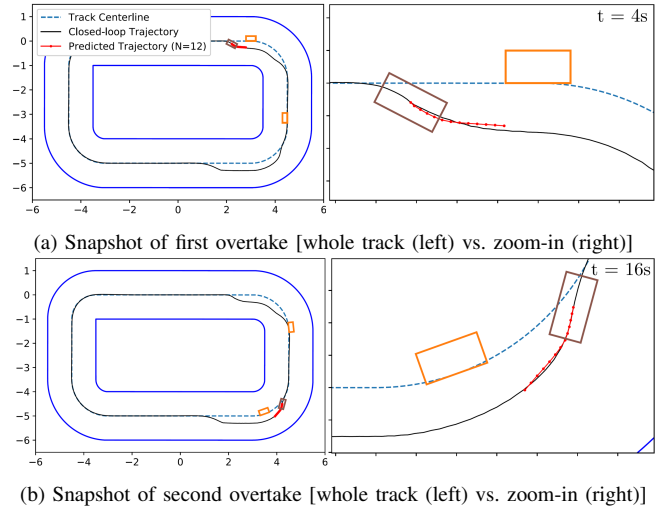 Track Centerline
Closed-loop Trajectory
Predicted Trajectory (N=12)
t = 4s
1
0
−1
−2
−3
−4
−5
−6
−6 −4 −2 0 2 4 6
(a) Snapshot of first overtake [whole track (left) vs. zoom-in (right)]
t = 16s
1
0
−1
−2
−3
−4
−5
−6
−6 −4 −2 0 2 4 6
(b) Snapshot of second overtake [whole track (left) vs. zoom-in (right)]